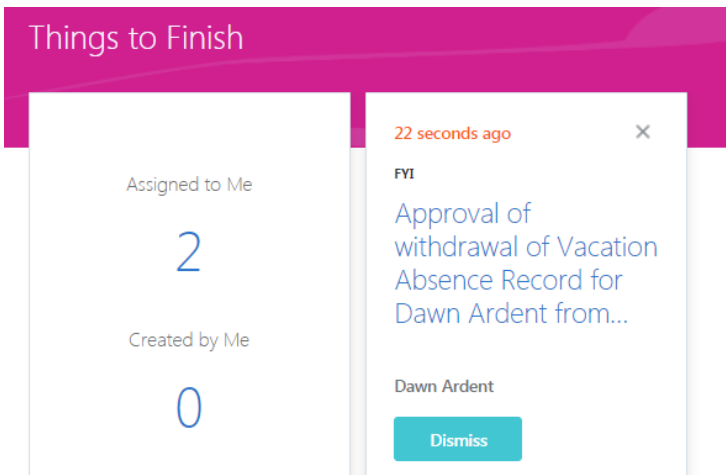 Things to Finish
Assigned to Me
2
Created by Me
0
22 seconds ago
FYI
Approval of
withdrawal of Vacation
Absence Record for
Dawn Ardent from...
Dawn Ardent
Dismiss